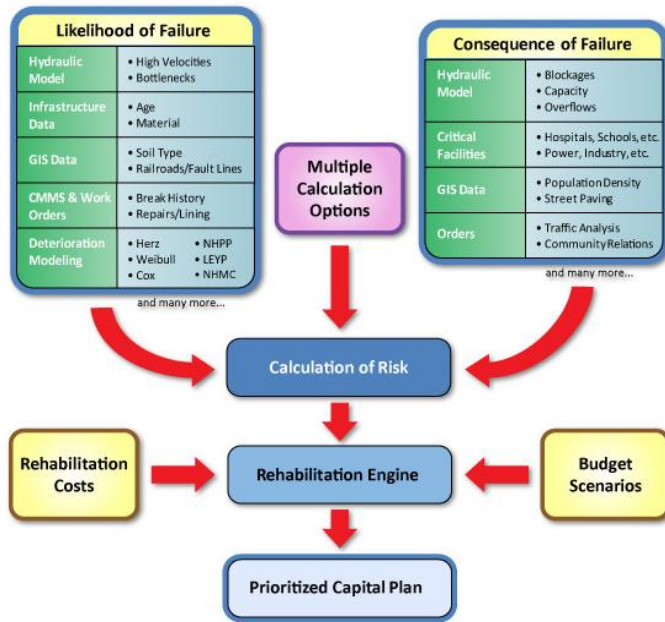 Likelihood of Failure
Hydraulic
Model
• High Velocities
• Bottlenecks
Infrastructure
Data
• Age
• Material
GIS Data
• Soil Type
• Railroads/Fault Lines
CMMS & Work
Orders
• Break History
• Repairs/Lining
Deterioration
Modeling
• Herz
• Weibull
• Cox
• NHPP
• LEYP
• NHMC
and many more...
Multiple
Calculation
Options
Consequence of Failure
Hydraulic
Model
• Blockages
• Capacity
• Overflows
Critical
Facilities
• Hospitals, Schools, etc.
• Power, Industry, etc.
GIS Data
• Population Density
• Street Paving
Orders
• Traffic Analysis
• Community Relations
and many more...
Calculation of Risk
Rehabilitation
Costs
Rehabilitation Engine
Budget
Scenarios
Prioritized Capital Plan